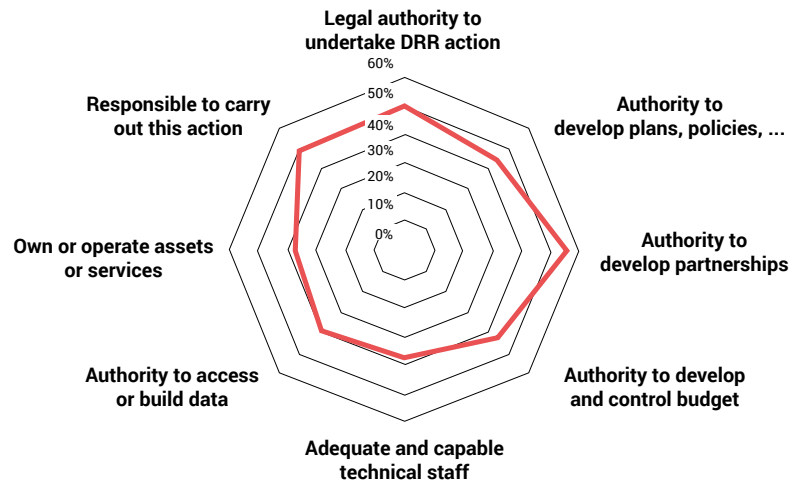 Legal authority to
undertake DRR action
60%
50%
40%
30%
20%
10%
0%
Authority to
develop plans, policies, ...
Authority to
develop partnerships
Authority to develop
and control budget
Adequate and capable
technical staff
Authority to access
or build data
Own or operate assets
or services
Responsible to carry
out this action